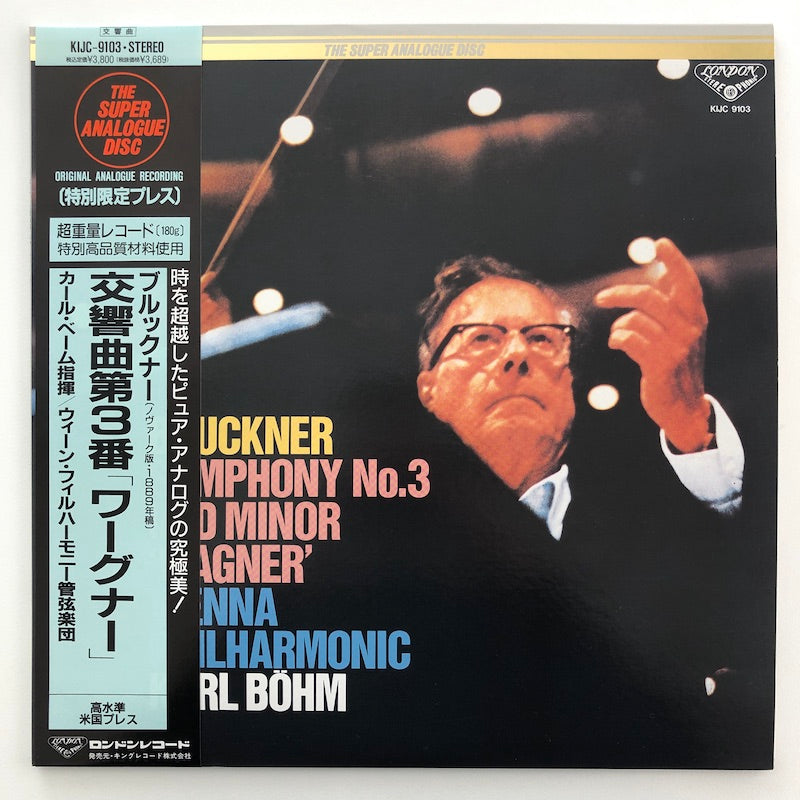 交響曲
KIJC-9103・STEREO
税込定価¥3,800(税抜価格¥3,689)
THE
SUPER
ANALOGUE
DISC
ORIGINAL ANALOGUE RECORDING
〔特別限定プレス〕
超重量レコード〔180g〕
特別高品質材料使用
時を超越したピュア・アナログの究極美!
ブルックナー(ノヴァーク版・1889年稿)
交響曲第3番「ワーグナー」
カール・ベーム指揮/ウィーン・フィルハーモニー管弦楽団
高水準
米国プレス
LONDON
ロンドンレコード
発売元・キングレコード株式会社
THE SUPER ANALOGUE DISC
LONDON
STEREOPHONIC
KIJC 9103
UCKNER
MPHONY No.3
D MINOR
AGNER'
ENNA
ILHARMONIC
RL BÖHM